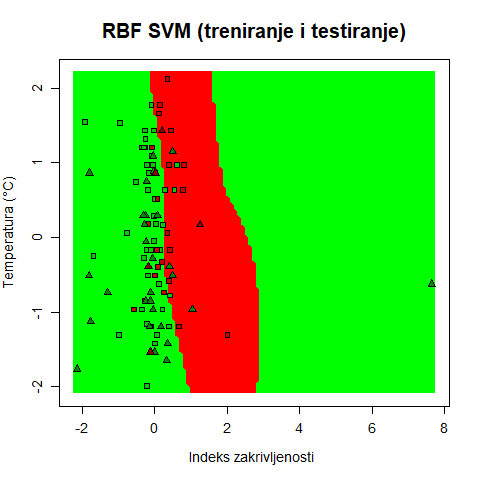 RBF SVM (treniranje i testiranje)
Temperatura (°C)
2
1
0
-1
-2
-2 0 2 4 6 8
Indeks zakrivljenosti